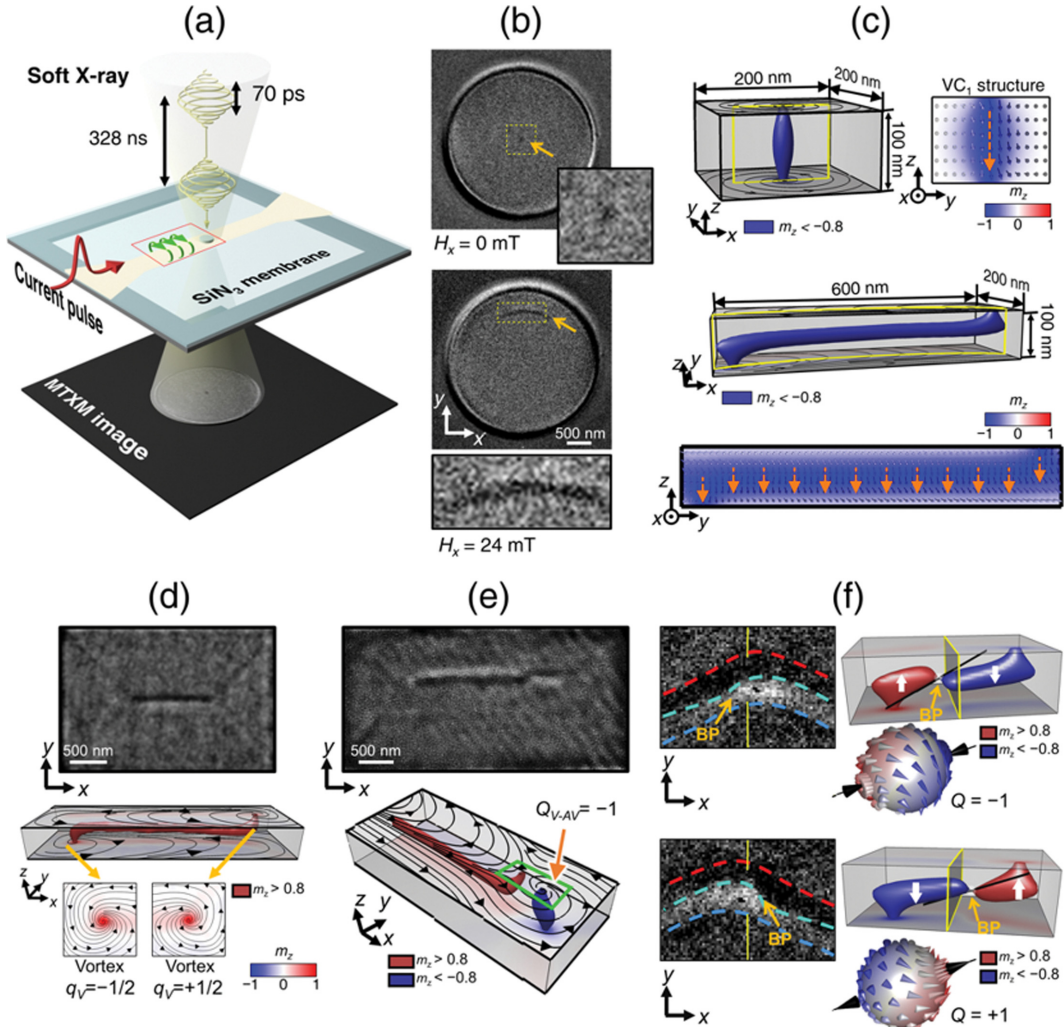 (a)
Soft X-ray
70 ps
328 ns
Current pulse
SiN3 membrane
MTXM image
(b)
Hx = 0 mT
y
x
500 nm
Hx = 24 mT
(c)
200 nm
200 nm
100 nm
VC1 structure
y z
x
mz < −0.8
z
x y
mz
−1 0 1
600 nm
200 nm
100 nm
z y
x
mz < −0.8
mz
−1 0 1
z
x y
(d)
500 nm
y
x
z y
x
mz > 0.8
Vortex
qV=−1/2
Vortex
qV=+1/2
mz
−1 0 1
(e)
500 nm
y
x
QV-AV = −1
z y
x
mz > 0.8
mz < −0.8
(f)
BP
y
x
BP
mz > 0.8
mz < −0.8
Q = −1
BP
y
x
BP
mz > 0.8
mz < −0.8
Q = +1